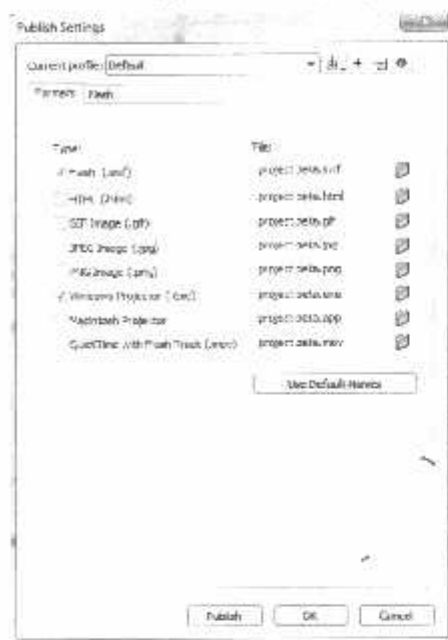 Publish Settings
Current profile: Default
Formats Flash
Type: File:
Flash (.swf) project beta.swf
HTML (.html) project beta.html
GIF Image (.gif) project beta.gif
JPEG Image (.jpg) project beta.jpg
PNG Image (.png) project beta.png
Windows Projector (.exe) project beta.exe
Macintosh Projector project beta.app
QuickTime with Flash Track (.mov) project beta.mov
Use Default Names
Publish OK Cancel